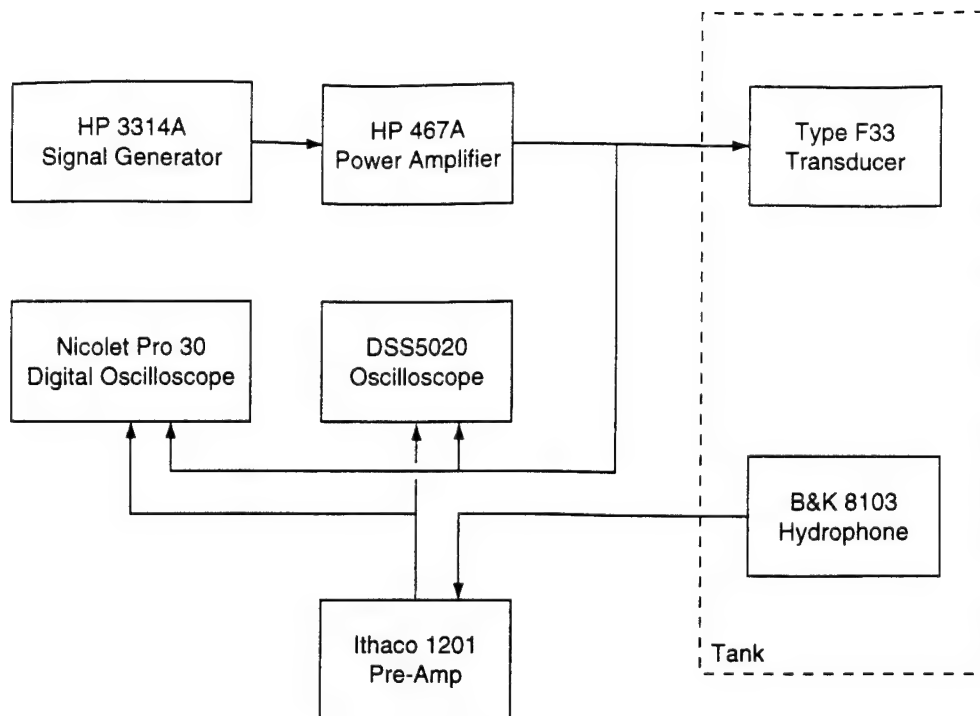 HP 3314A
Signal Generator
HP 467A
Power Amplifier
Type F33
Transducer
Nicolet Pro 30
Digital Oscilloscope
DSS5020
Oscilloscope
B&K 8103
Hydrophone
Ithaco 1201
Pre-Amp
Tank